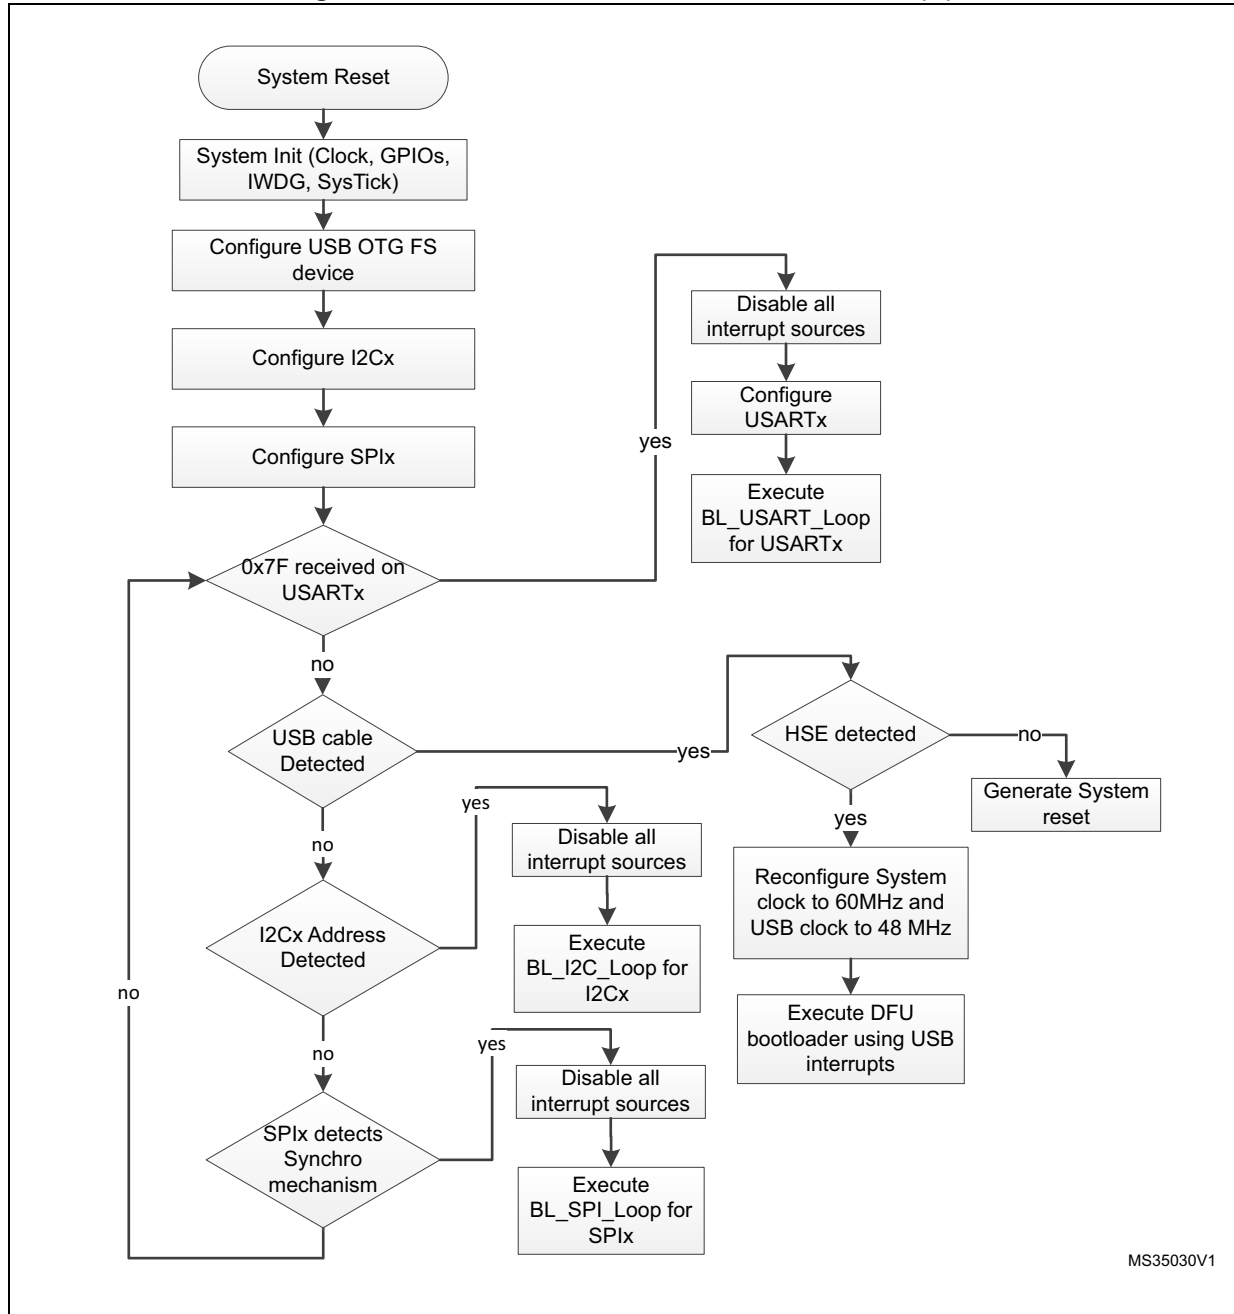 System Reset
System Init (Clock, GPIOs,
IWDG, SysTick)
Configure USB OTG FS
device
Configure I2Cx
Configure SPIx
0x7F received on
USARTx
yes
Disable all
interrupt sources
Configure
USARTx
Execute
BL_USART_Loop
for USARTx
no
USB cable
Detected
yes
HSE detected
no
Generate System
reset
yes
Reconfigure System
clock to 60MHz and
USB clock to 48 MHz
Execute DFU
bootloader using USB
interrupts
no
I2Cx Address
Detected
yes
Disable all
interrupt sources
Execute
BL_I2C_Loop for
I2Cx
no
SPIx detects
Synchro
mechanism
yes
Disable all
interrupt sources
Execute
BL_SPI_Loop for
SPIx
no
MS35030V1